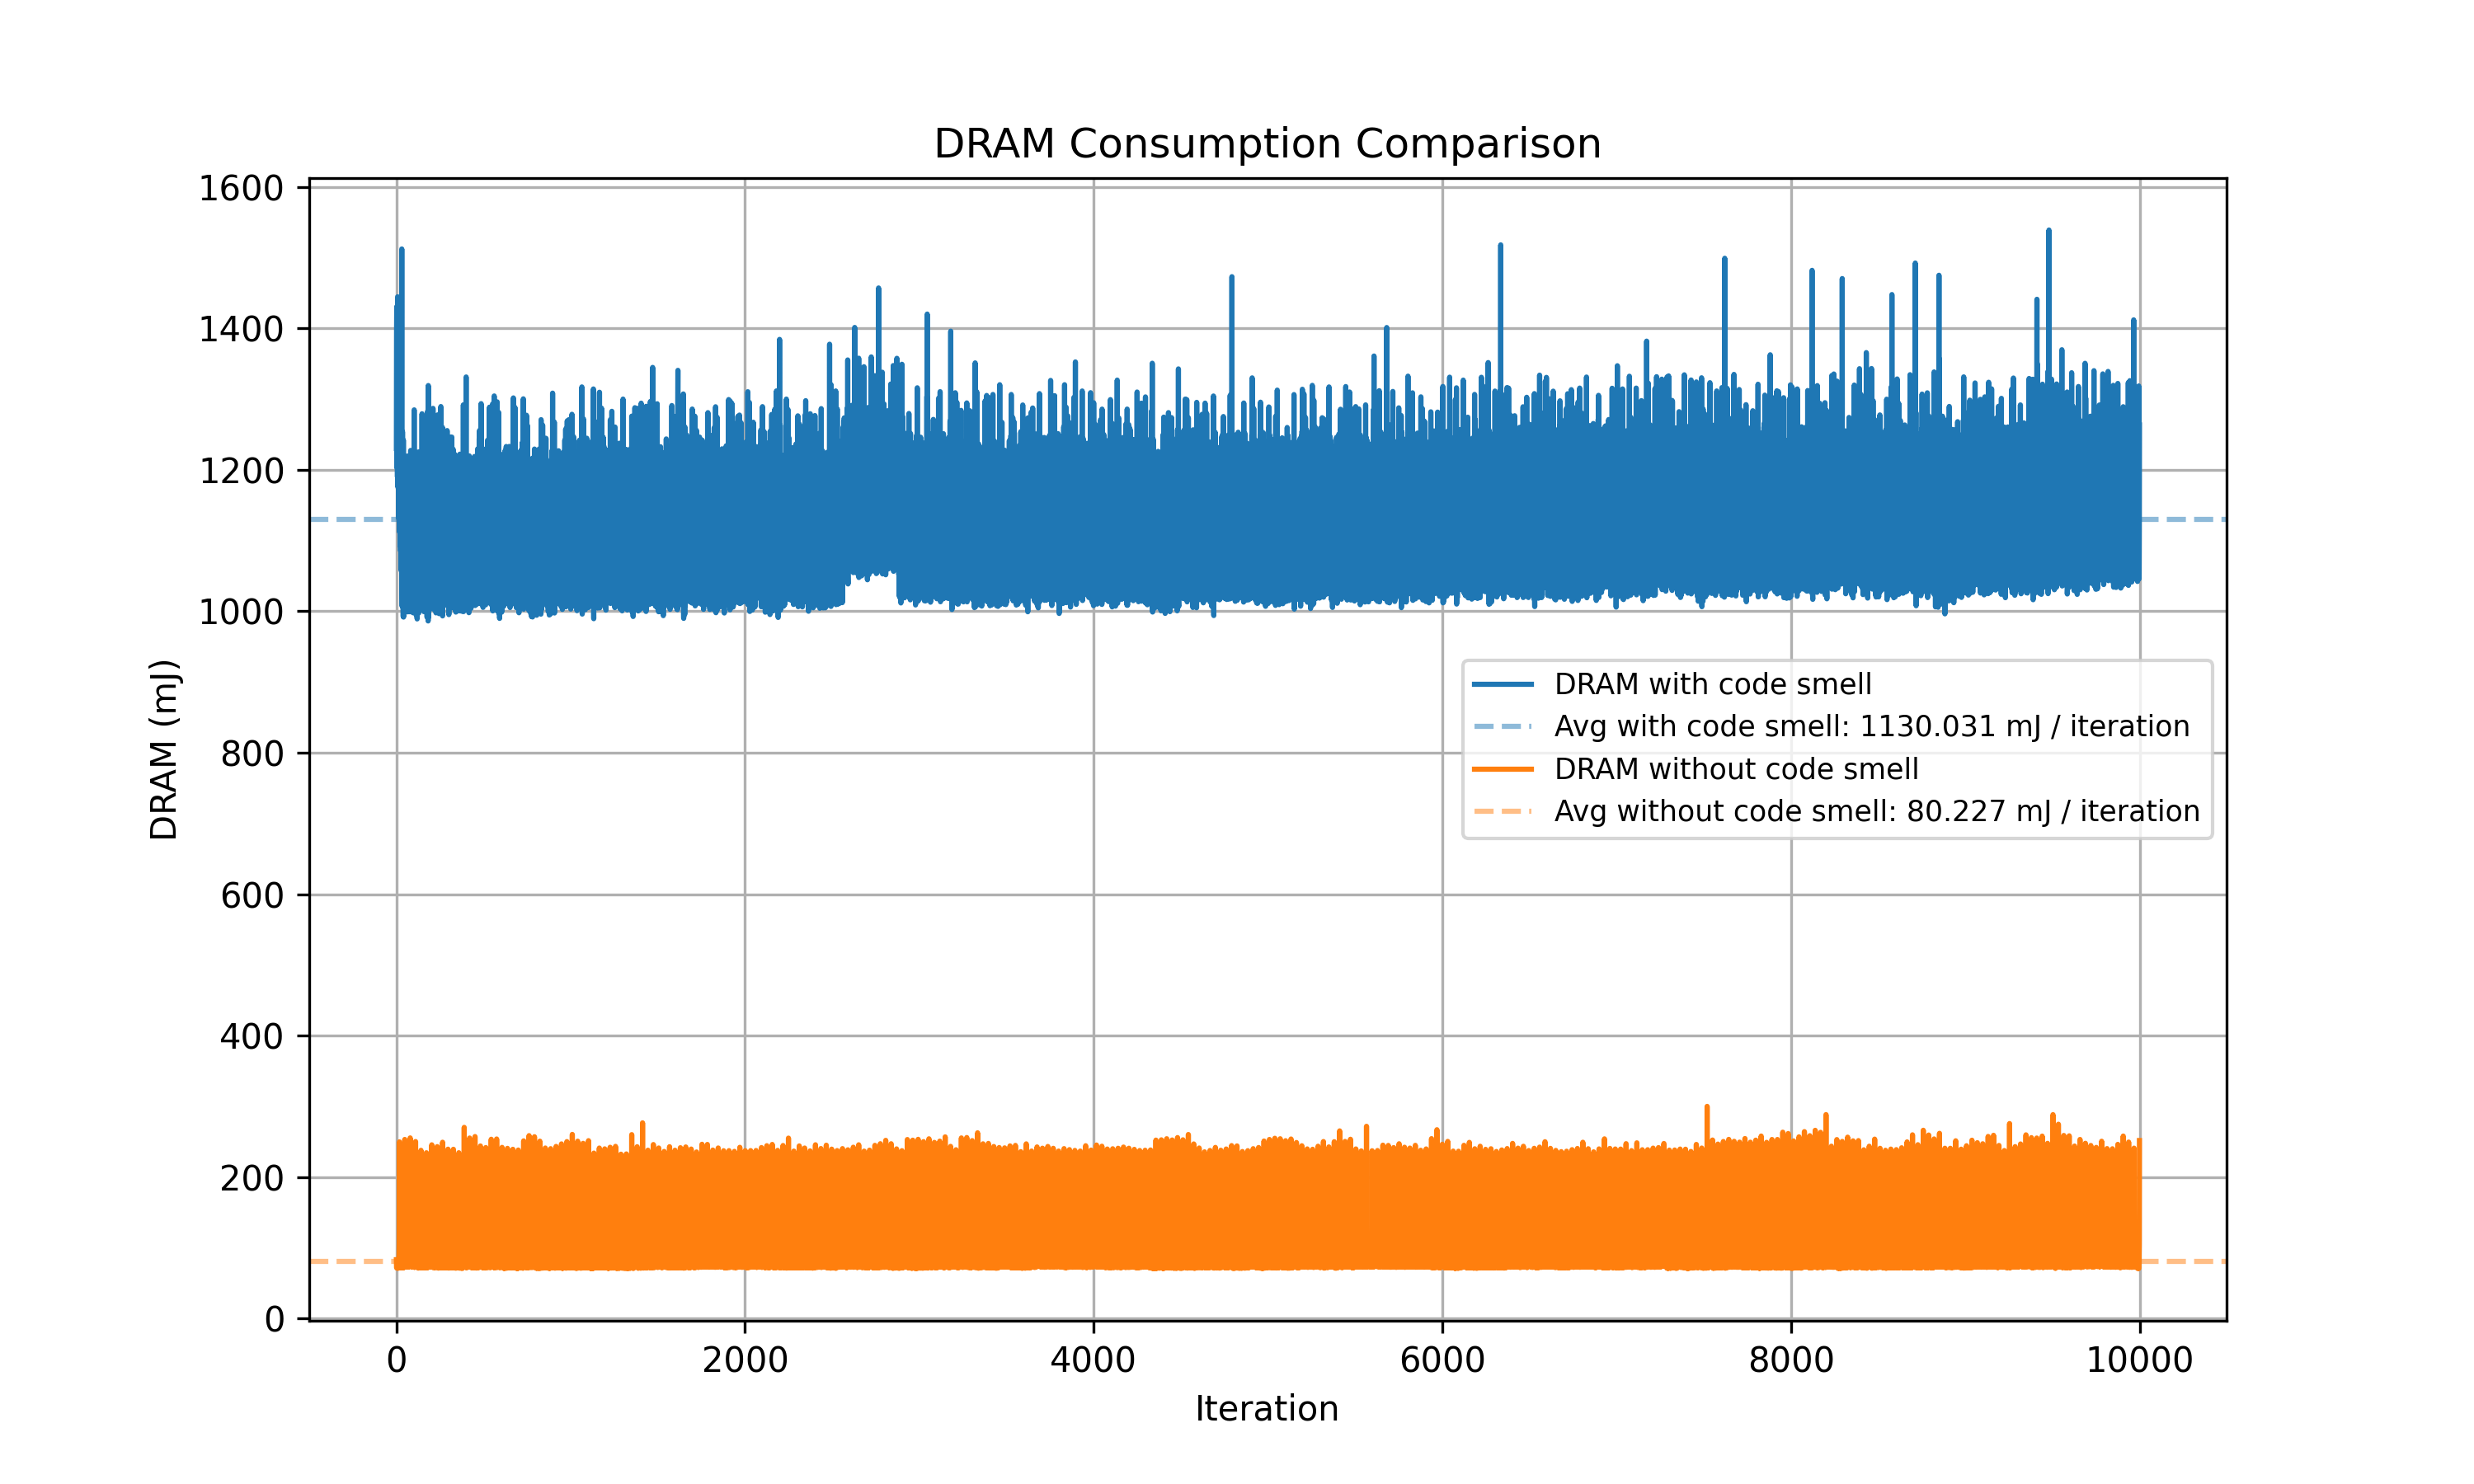 DRAM Consumption Comparison
1600
1400
1200
1000
800
600
400
200
0
DRAM (mJ)
DRAM with code smell
Avg with code smell: 1130.031 mJ / iteration
DRAM without code smell
Avg without code smell: 80.227 mJ / iteration
0 2000 4000 6000 8000 10000
Iteration